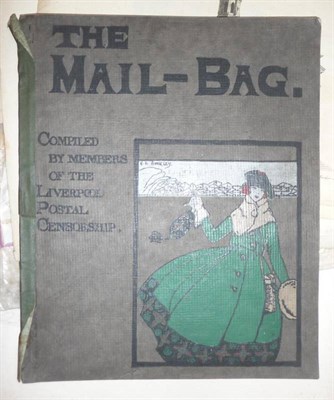 THE
MAIL-BAG.
COMPILED
BY MEMBERS
OF THE
LIVERPOOL
POSTAL
CENSORSHIP.